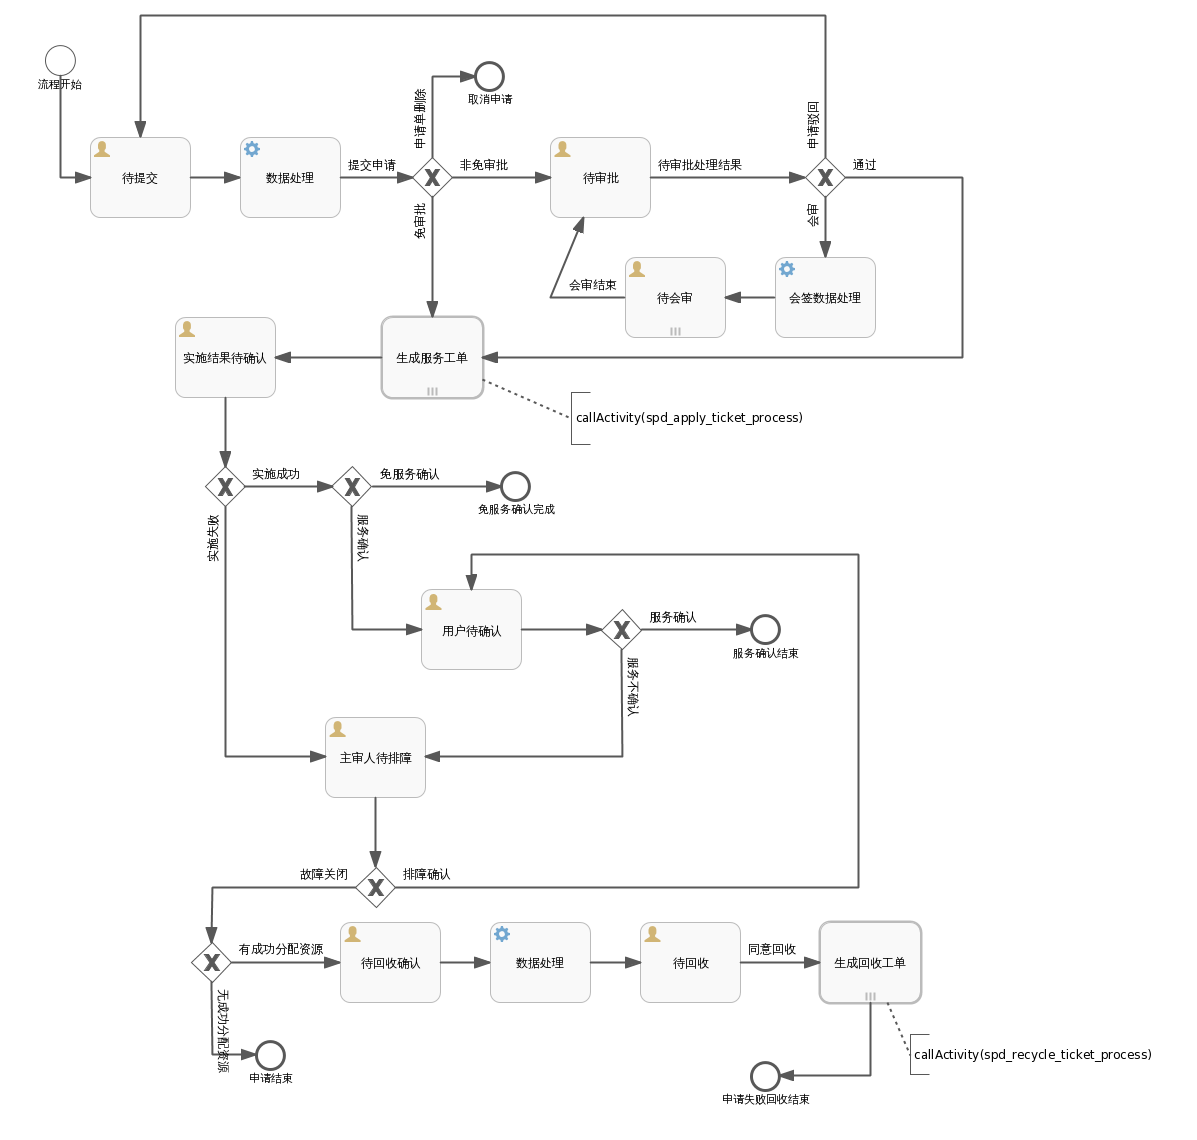 流程开始
取消申请
申请单删除
申请驳回
待提交
数据处理
提交申请
非免审批
待审批
待审批处理结果
通过
免审批
会审
会审结束
待会审
会签数据处理
实施结果待确认
生成服务工单
callActivity(spd_apply_ticket_process)
实施成功
免服务确认
免服务确认完成
实施失败
服务确认
用户待确认
服务确认
服务确认结束
服务不确认
主审人待排障
故障关闭
排障确认
有成功分配资源
待回收确认
数据处理
待回收
同意回收
生成回收工单
无成功分配资源
申请结束
callActivity(spd_recycle_ticket_process)
申请失败回收结束